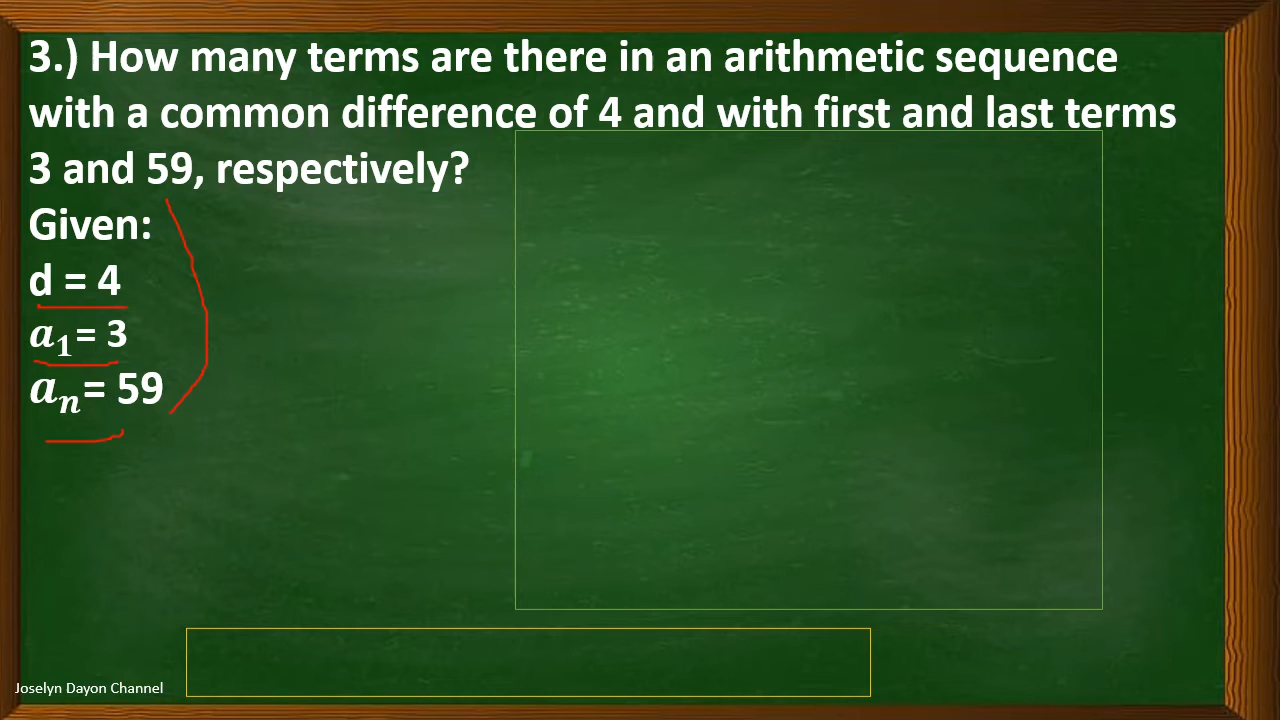 3.) How many terms are there in an arithmetic sequence
with a common difference of 4 and with first and last terms
3 and 59, respectively?
Given:
d = 4
a₁= 3
aₙ= 59
Joselyn Dayon Channel